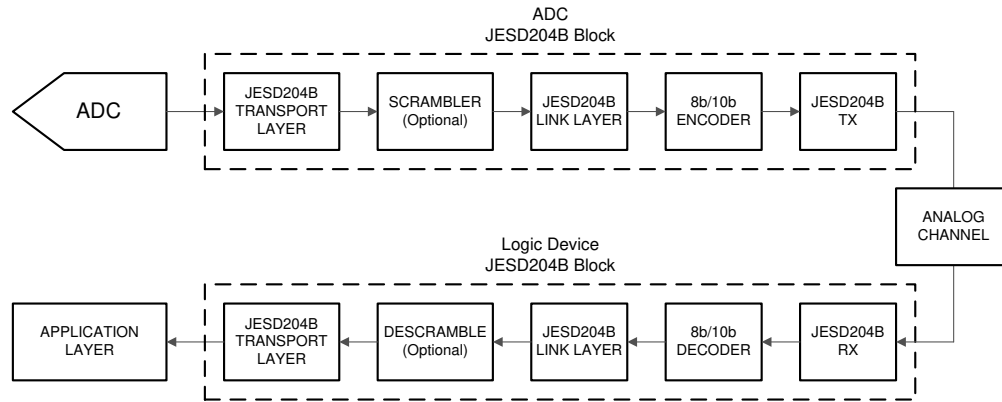 ADC
JESD204B Block
ADC
JESD204B
TRANSPORT
LAYER
SCRAMBLER
(Optional)
JESD204B
LINK LAYER
8b/10b
ENCODER
JESD204B
TX
ANALOG
CHANNEL
Logic Device
JESD204B Block
APPLICATION
LAYER
JESD204B
TRANSPORT
LAYER
DESCRAMBLE
(Optional)
JESD204B
LINK LAYER
8b/10b
DECODER
JESD204B
RX